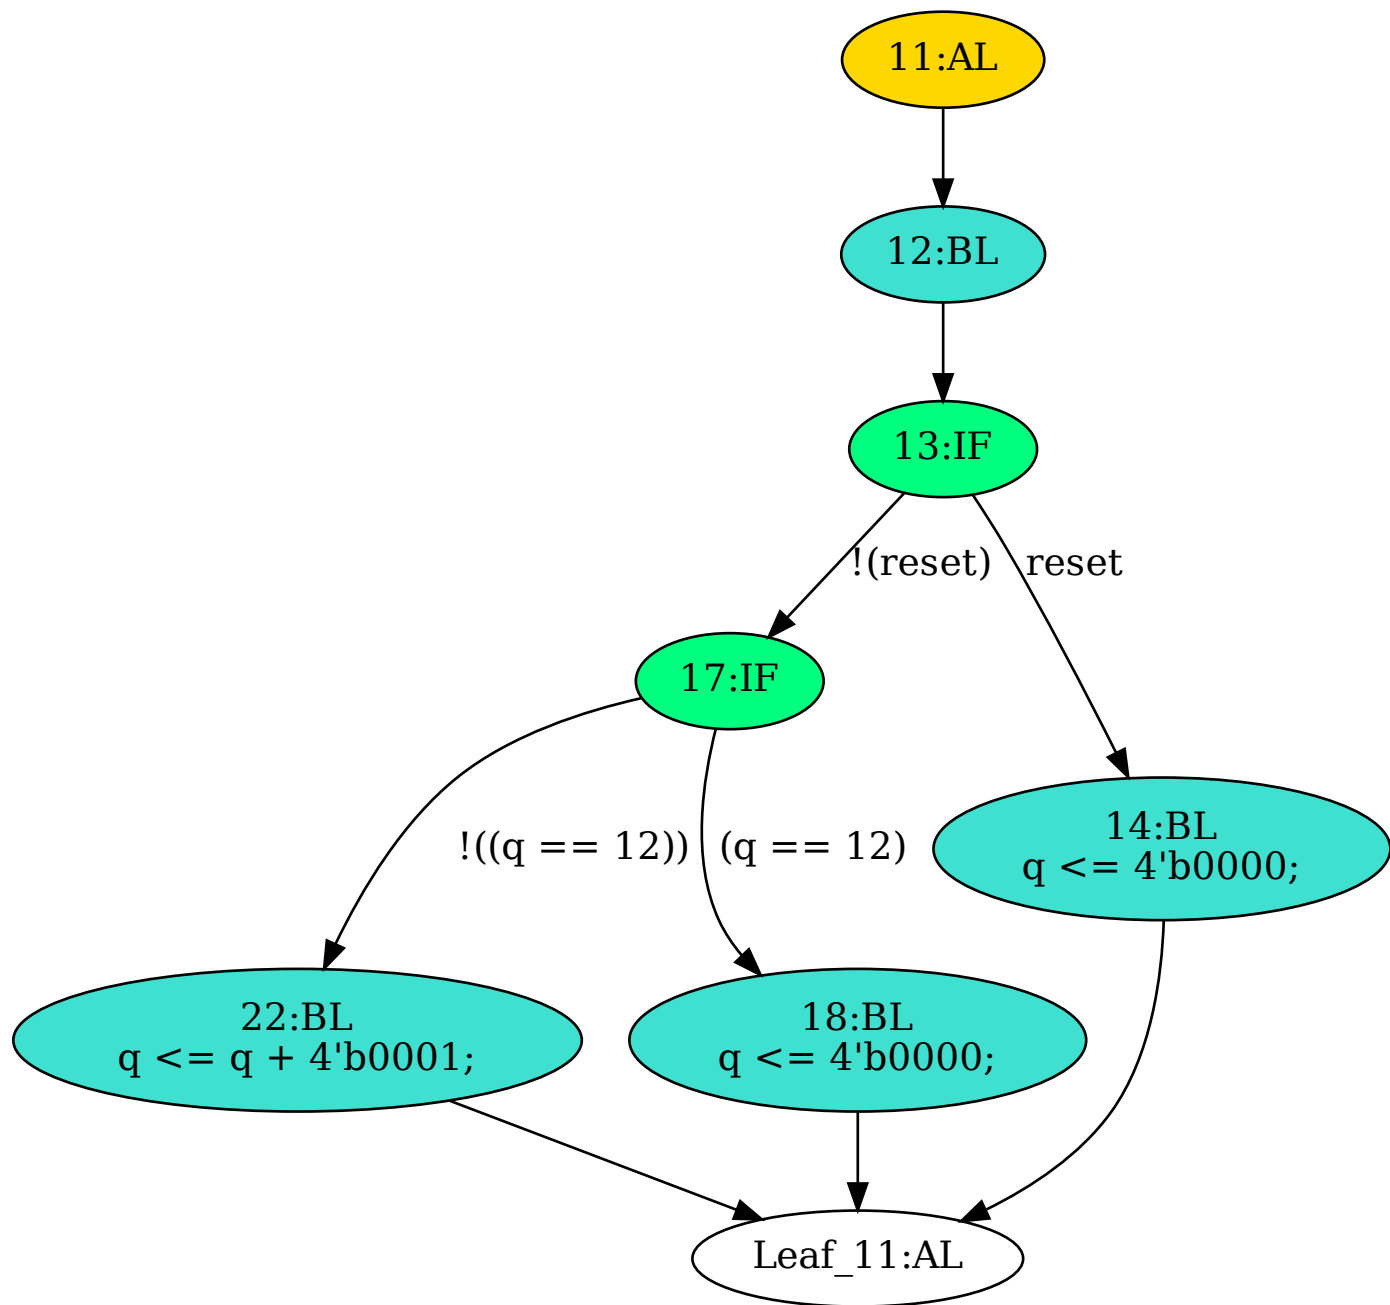 11:AL
12:BL
13:IF
!(reset)
reset
17:IF
!((q == 12))
(q == 12)
14:BL
q <= 4'b0000;
22:BL
q <= q + 4'b0001;
18:BL
q <= 4'b0000;
Leaf_11:AL